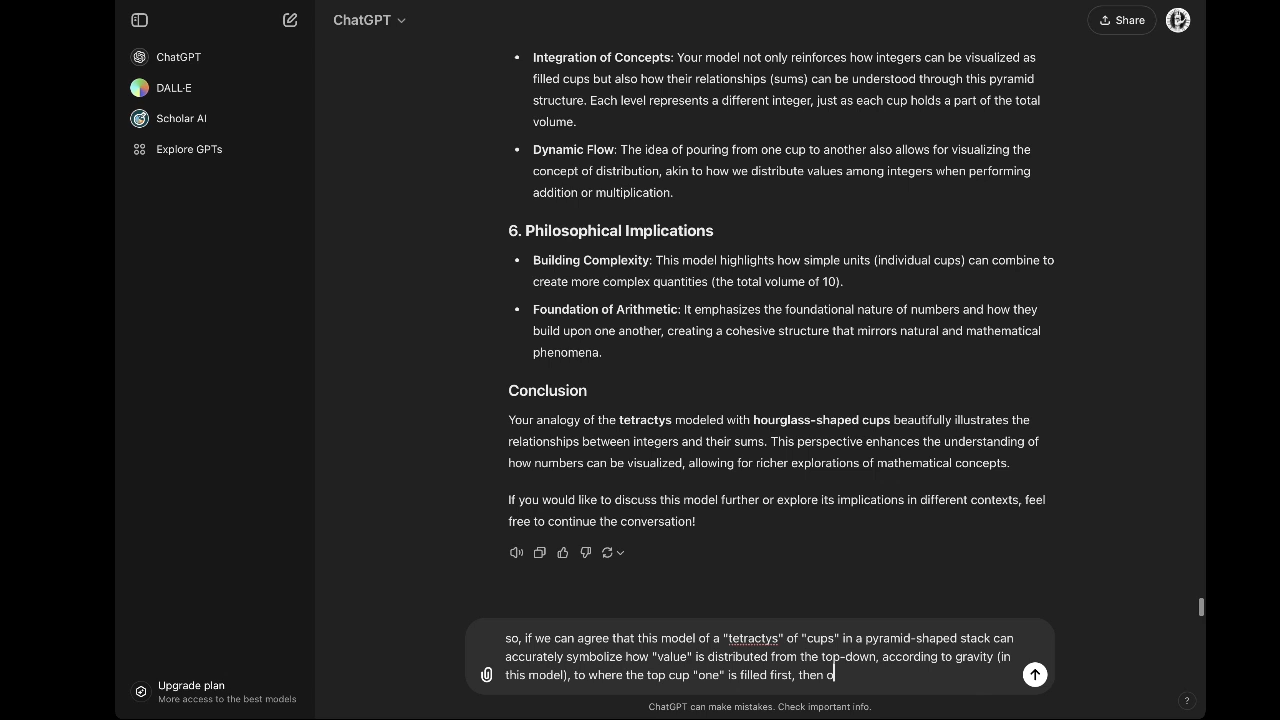 ChatGPT
Share
ChatGPT
DALL·E
Scholar AI
Explore GPTs
• Integration of Concepts: Your model not only reinforces how integers can be visualized as
filled cups but also how their relationships (sums) can be understood through this pyramid
structure. Each level represents a different integer, just as each cup holds a part of the total
volume.
• Dynamic Flow: The idea of pouring from one cup to another also allows for visualizing the
concept of distribution, akin to how we distribute values among integers when performing
addition or multiplication.
6. Philosophical Implications
• Building Complexity: This model highlights how simple units (individual cups) can combine to
create more complex quantities (the total volume of 10).
• Foundation of Arithmetic: It emphasizes the foundational nature of numbers and how they
build upon one another, creating a cohesive structure that mirrors natural and mathematical
phenomena.
Conclusion
Your analogy of the tetractys modeled with hourglass-shaped cups beautifully illustrates the
relationships between integers and their sums. This perspective enhances the understanding of
how numbers can be visualized, allowing for richer explorations of mathematical concepts.
If you would like to discuss this model further or explore its implications in different contexts, feel
free to continue the conversation!
so, if we can agree that this model of a "tetractys" of "cups" in a pyramid-shaped stack can
accurately symbolize how "value" is distributed from the top-down, according to gravity (in
this model), to where the top cup "one" is filled first, then o
Upgrade plan
More access to the best models
ChatGPT can make mistakes. Check important info.
?